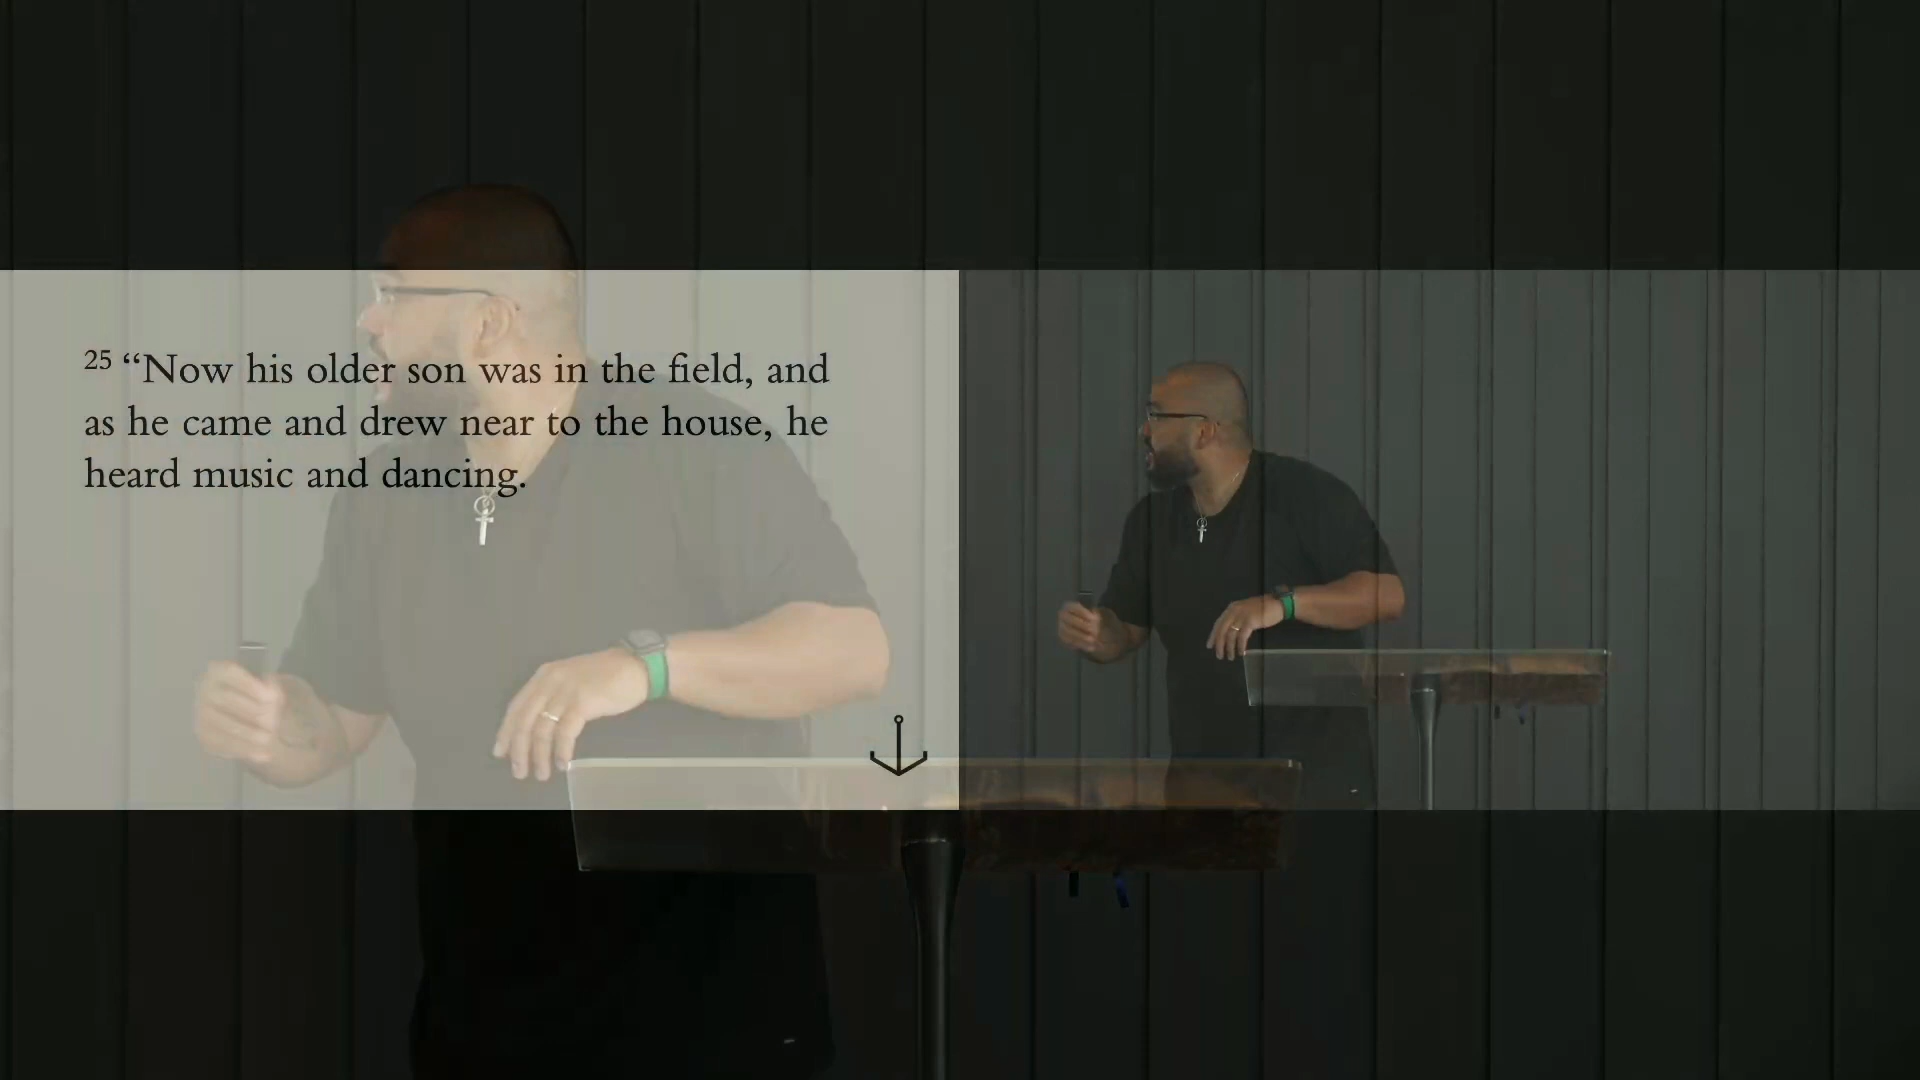 25 “Now his older son was in the field, and
as he came and drew near to the house, he
heard music and dancing.